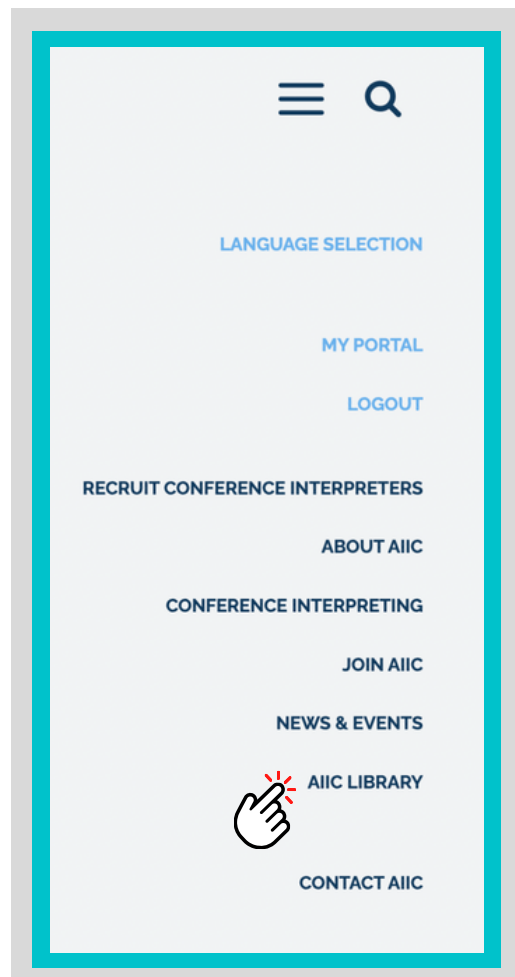 LANGUAGE SELECTION
MY PORTAL
LOGOUT
RECRUIT CONFERENCE INTERPRETERS
ABOUT AIIC
CONFERENCE INTERPRETING
JOIN AIIC
NEWS & EVENTS
AIIC LIBRARY
CONTACT AIIC